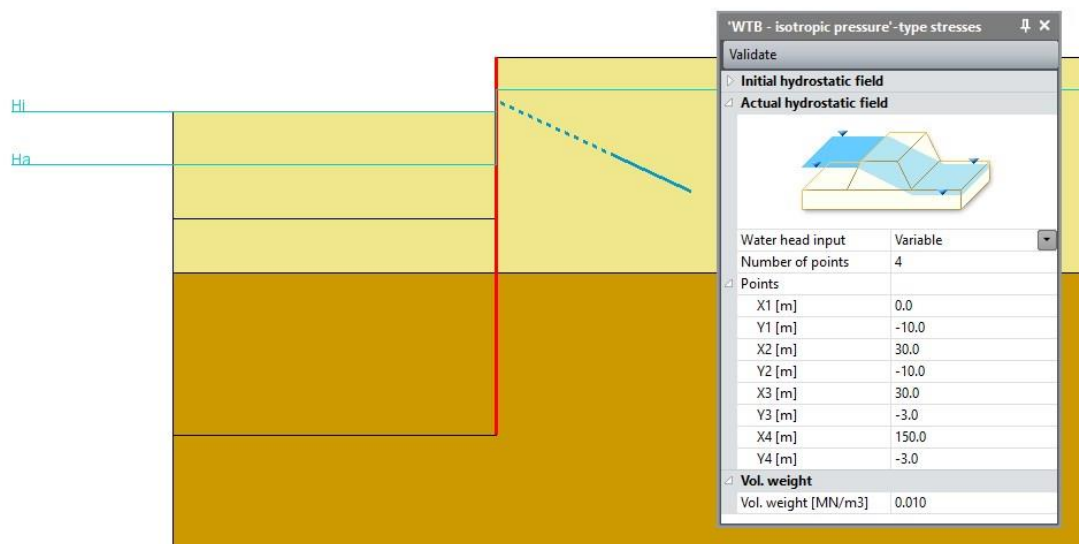 'WTB - isotropic pressure'-type stresses
Validate
Initial hydrostatic field
Actual hydrostatic field
Hi
Ha
Water head input Variable
Number of points 4
Points
X1 [m] 0.0
Y1 [m] -10.0
X2 [m] 30.0
Y2 [m] -10.0
X3 [m] 30.0
Y3 [m] -3.0
X4 [m] 150.0
Y4 [m] -3.0
Vol. weight
Vol. weight [MN/m3] 0.010